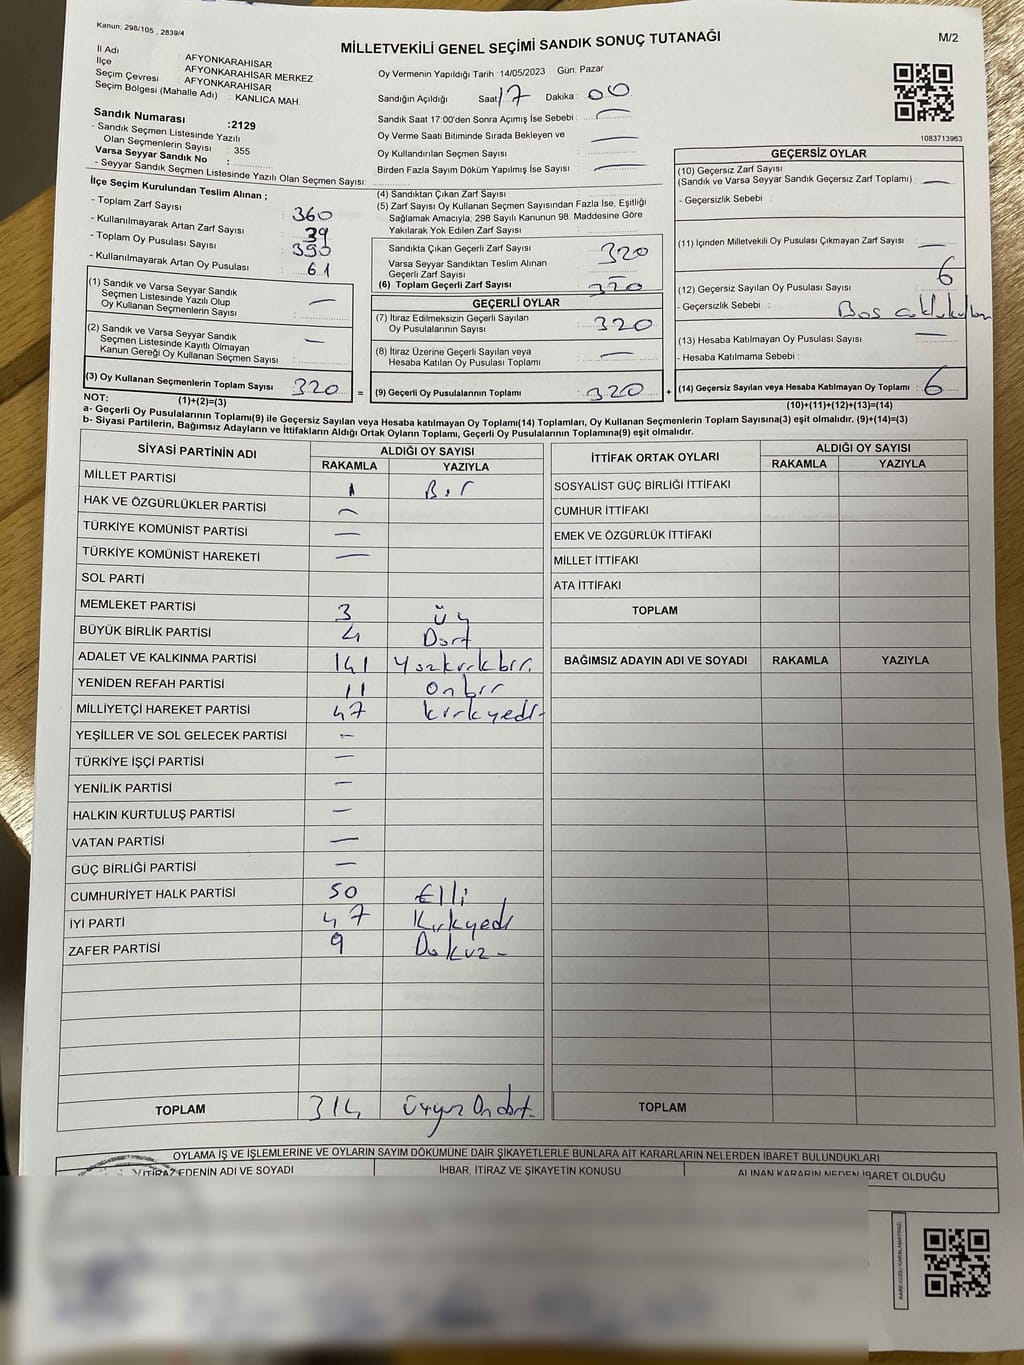 Kanun: 298/105 , 2839/4
MİLLETVEKİLİ GENEL SEÇİMİ SANDIK SONUÇ TUTANAĞI
M/2
İl Adı : AFYONKARAHİSAR
İlçe : AFYONKARAHİSAR MERKEZ
Seçim Çevresi : AFYONKARAHİSAR
Seçim Bölgesi (Mahalle Adı) : KANLICA MAH.
Sandık Numarası :2129
- Sandık Seçmen Listesinde Yazılı
Olan Seçmenlerin Sayısı : 355
Varsa Seyyar Sandık No :
- Seyyar Sandık Seçmen Listesinde Yazılı Olan Seçmen Sayısı:
Oy Vermenin Yapıldığı Tarih :14/05/2023 Gün: Pazar
Sandığın Açıldığı Saat: 17 Dakika : 00
Sandık Saat 17:00'den Sonra Açımış İse Sebebi : —
Oy Verme Saati Bitiminde Sırada Bekleyen ve
Oy Kullandırılan Seçmen Sayısı : —
Birden Fazla Sayım Döküm Yapılmış İse Sayısı : —
1083713963
İlçe Seçim Kurulundan Teslim Alınan ;
- Toplam Zarf Sayısı : 360
- Kullanılmayarak Artan Zarf Sayısı : 39
- Toplam Oy Pusulası Sayısı : 390
- Kullanılmayarak Artan Oy Pusulası : 61
(1) Sandık ve Varsa Seyyar Sandık
Seçmen Listesinde Yazılı Olup
Oy Kullanan Seçmenlerin Sayısı : —
(2) Sandık ve Varsa Seyyar Sandık
Seçmen Listesinde Kayıtlı Olmayan
Kanun Gereği Oy Kullanan Seçmen Sayısı : —
(3) Oy Kullanan Seçmenlerin Toplam Sayısı : 320 =
(1)+(2)=(3)
(4) Sandıktan Çıkan Zarf Sayısı :
(5) Zarf Sayısı Oy Kullanan Seçmen Sayısından Fazla İse, Eşitliği
Sağlamak Amacıyla; 298 Sayılı Kanunun 98. Maddesine Göre
Yakılarak Yok Edilen Zarf Sayısı :
Sandıkta Çıkan Geçerli Zarf Sayısı : 320
Varsa Seyyar Sandıktan Teslim Alınan
Geçerli Zarf Sayısı :
(6) Toplam Geçerli Zarf Sayısı : 320
GEÇERLİ OYLAR
(7) İtiraz Edilmeksizin Geçerli Sayılan
Oy Pusulalarının Sayısı : 320
(8) İtiraz Üzerine Geçerli Sayılan veya
Hesaba Katılan Oy Pusulası Toplamı : —
(9) Geçerli Oy Pusulalarının Toplamı : 320 +
GEÇERSİZ OYLAR
(10) Geçersiz Zarf Sayısı
(Sandık ve Varsa Seyyar Sandık Geçersiz Zarf Toplamı) : —
- Geçersizlik Sebebi :
(11) İçinden Milletvekili Oy Pusulası Çıkmayan Zarf Sayısı : —
(12) Geçersiz Sayılan Oy Pusulası Sayısı : 6
- Geçersizlik Sebebi : Boş
(13) Hesaba Katılmayan Oy Pusulası Sayısı : —
- Hesaba Katılmama Sebebi :
(14) Geçersiz Sayılan veya Hesaba Katılmayan Oy Toplamı : 6
(10)+(11)+(12)+(13)=(14)
NOT:
a- Geçerli Oy Pusulalarının Toplamı(9) ile Geçersiz Sayılan veya Hesaba katılmayan Oy Toplamı(14) Toplamları, Oy Kullanan Seçmenlerin Toplam Sayısına(3) eşit olmalıdır. (9)+(14)=(3)
b- Siyasi Partilerin, Bağımsız Adayların ve İttifakların Aldığı Ortak Oyların Toplamı, Geçerli Oy Pusulalarının Toplamına(9) eşit olmalıdır.
SİYASİ PARTİNİN ADI ALDIĞI OY SAYISI
RAKAMLA YAZIYLA
MİLLET PARTİSİ 1 Bir
HAK VE ÖZGÜRLÜKLER PARTİSİ —
TÜRKİYE KOMÜNİST PARTİSİ —
TÜRKİYE KOMÜNİST HAREKETİ —
SOL PARTİ
MEMLEKET PARTİSİ 3 üç
BÜYÜK BİRLİK PARTİSİ 4 Dört
ADALET VE KALKINMA PARTİSİ 141 Yüzkırkbir.
YENİDEN REFAH PARTİSİ 11 Onbir
MİLLİYETÇİ HAREKET PARTİSİ 47 Kırkyedi-
YEŞİLLER VE SOL GELECEK PARTİSİ —
TÜRKİYE İŞÇİ PARTİSİ —
YENİLİK PARTİSİ —
HALKIN KURTULUŞ PARTİSİ —
VATAN PARTİSİ —
GÜÇ BİRLİĞİ PARTİSİ —
CUMHURİYET HALK PARTİSİ 50 Elli
İYİ PARTİ 47 Kırkyedi
ZAFER PARTİSİ 9 Dokuz-
TOPLAM 314 Üçyüz On dört-
İTTİFAK ORTAK OYLARI ALDIĞI OY SAYISI
RAKAMLA YAZIYLA
SOSYALİST GÜÇ BİRLİĞİ İTTİFAKI
CUMHUR İTTİFAKI
EMEK VE ÖZGÜRLÜK İTTİFAKI
MİLLET İTTİFAKI
ATA İTTİFAKI
TOPLAM
BAĞIMSIZ ADAYIN ADI VE SOYADI RAKAMLA YAZIYLA
TOPLAM
OYLAMA İŞ VE İŞLEMLERİNE VE OYLARIN SAYIM DÖKÜMÜNE DAİR ŞİKAYETLERLE BUNLARA AİT KARARLARIN NELERDEN İBARET BULUNDUKLARI
İTİRAZ EDENİN ADI VE SOYADI İHBAR, İTİRAZ VE ŞİKAYETİN KONUSU ALINAN KARARIN NEDEN İBARET OLDUĞU